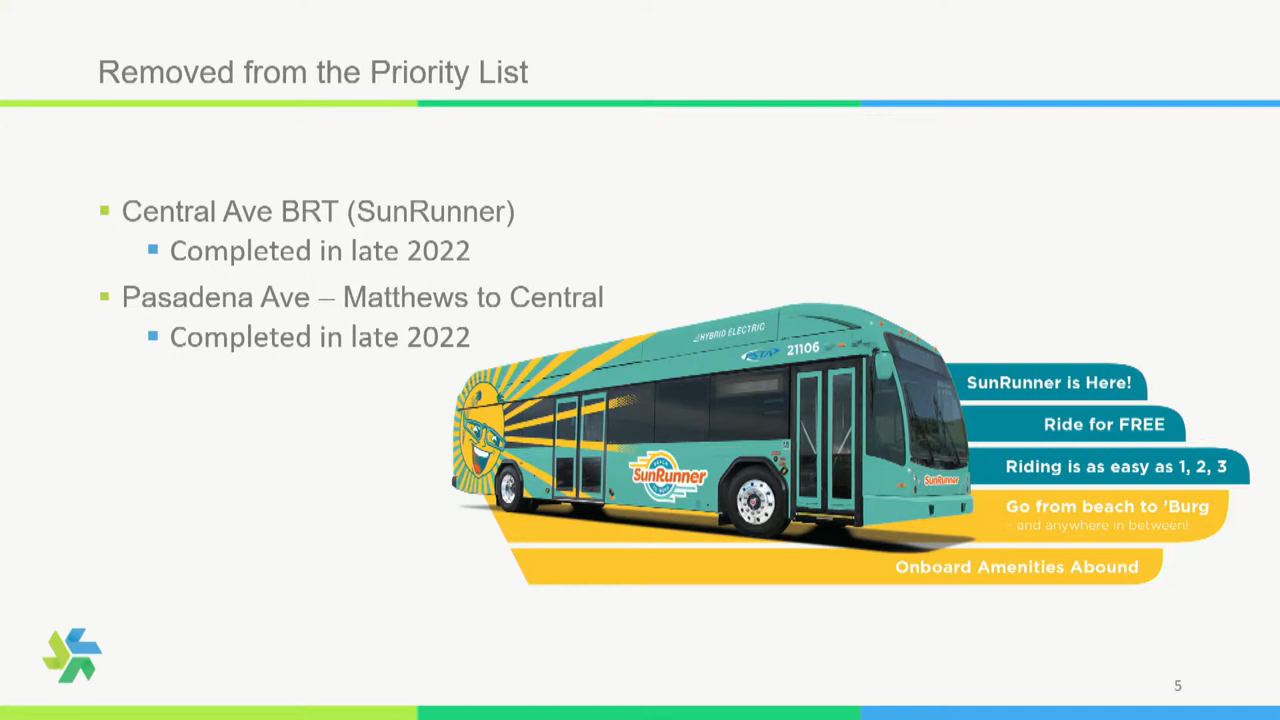 Removed from the Priority List
Central Ave BRT (SunRunner)
Completed in late 2022
Pasadena Ave – Matthews to Central
Completed in late 2022
HYBRID ELECTRIC
PSTA 21106
SunRunner
SunRunner
SunRunner is Here!
Ride for FREE
Riding is as easy as 1, 2, 3
Go from beach to ’Burg
- and anywhere in between!
Onboard Amenities Abound
5